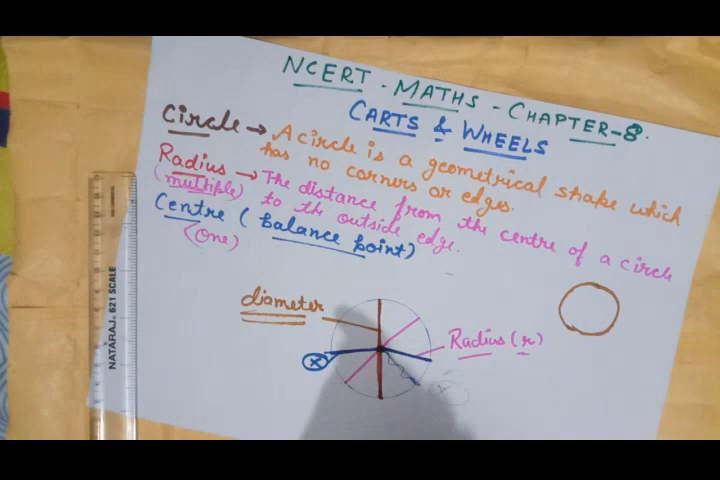 NCERT - MATHS - CHAPTER-8.
CARTS & WHEELS
Circle → A circle is a geometrical shake which
has no corners or edges.
Radius → The distance from the centre of a circle
(multiple) to the outside edge.
Centre (balance point)
(One)
diameter
Radius (r)
x
NATARAJ. 621 SCALE